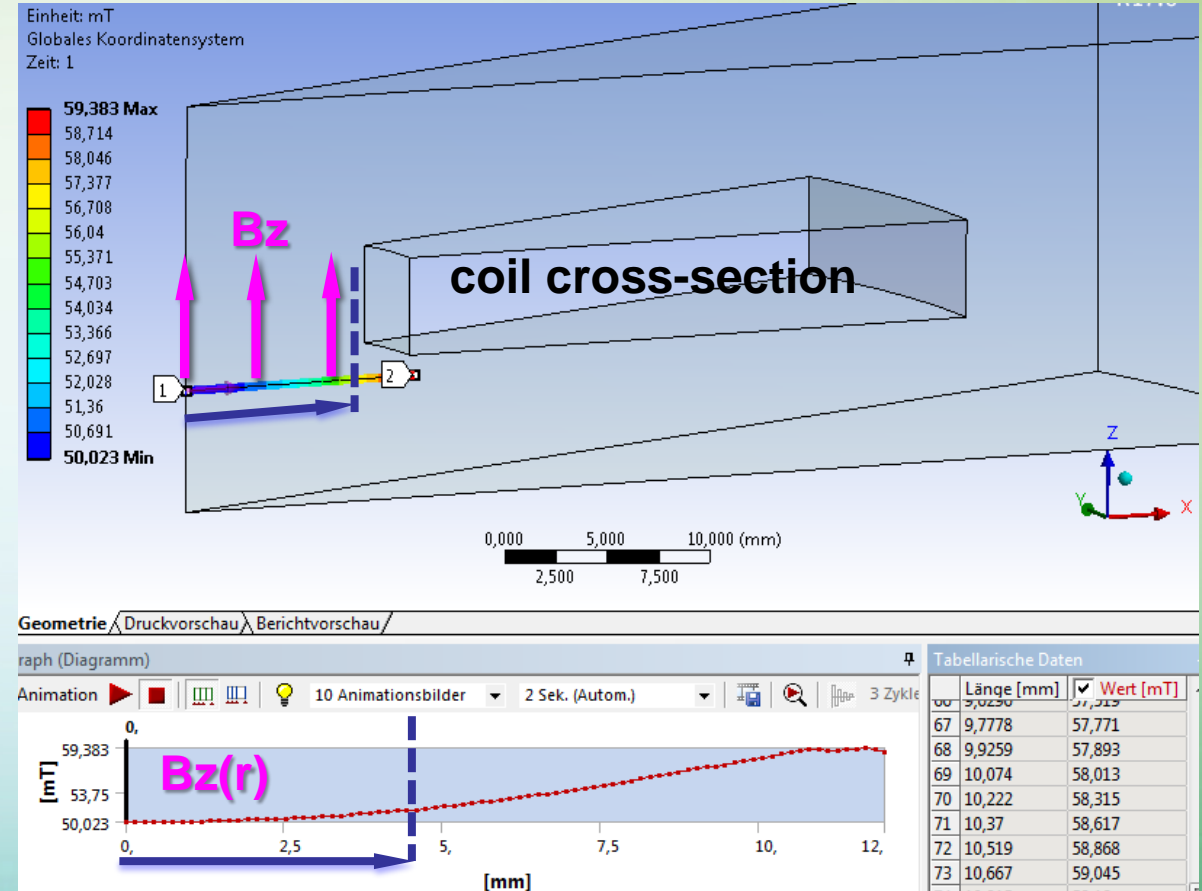 Einheit: mT
Globales Koordinatensystem
Zeit: 1
59,383 Max
58,714
58,046
57,377
56,708
56,04
55,371
54,703
54,034
53,366
52,697
52,028
51,36
50,691
50,023 Min
Bz
coil cross-section
1
2
Z
Y
X
0,000 5,000 10,000 (mm)
2,500 7,500
Geometrie Druckvorschau Berichtvorschau
raph (Diagramm)
Animation 10 Animationsbilder 2 Sek. (Autom.) 3 Zykle
0,
59,383
53,75
50,023
[mT]
Bz(r)
0, 2,5 5, 7,5 10, 12,
[mm]
Tabellarische Daten
Länge [mm] Wert [mT]
67 9,7778 57,771
68 9,9259 57,893
69 10,074 58,013
70 10,222 58,315
71 10,37 58,617
72 10,519 58,868
73 10,667 59,045